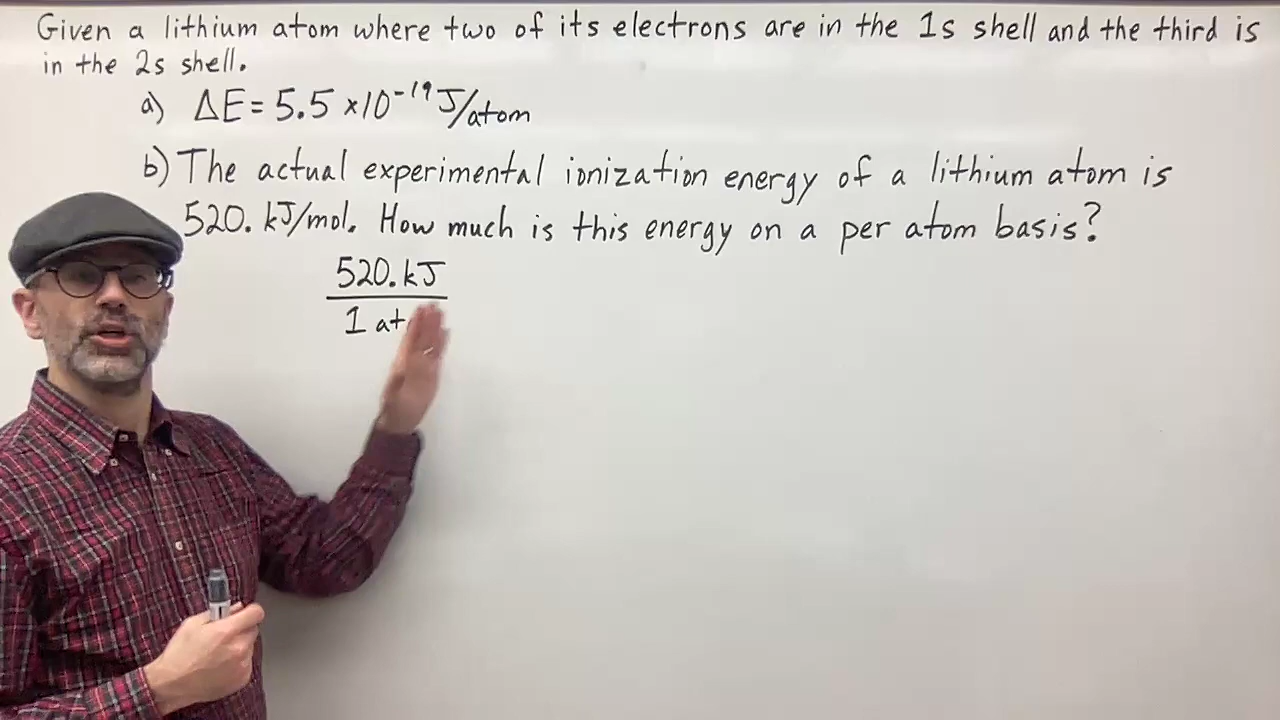 Given a lithium atom where two of its electrons are in the 1s shell and the third is
in the 2s shell.
a) ΔE = 5.5 ×10⁻¹⁹ J/atom
b) The actual experimental ionization energy of a lithium atom is
520. kJ/mol. How much is this energy on a per atom basis?
520. kJ
1